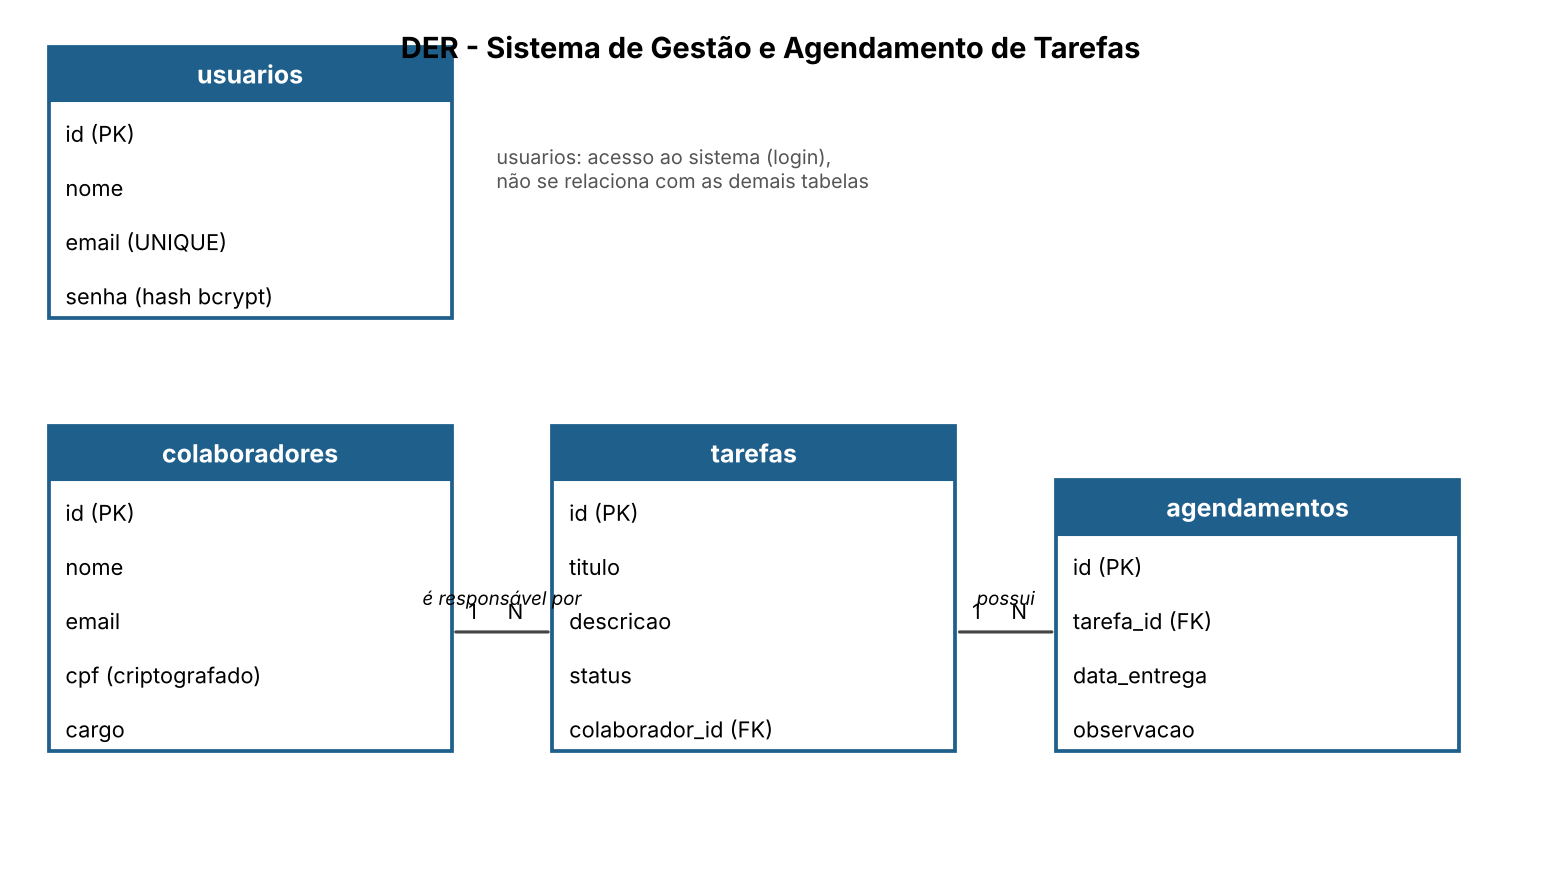 DER - Sistema de Gestão e Agendamento de Tarefas
usuarios
id (PK)
nome
email (UNIQUE)
senha (hash bcrypt)
usuarios: acesso ao sistema (login),
não se relaciona com as demais tabelas
colaboradores
id (PK)
nome
email
cpf (criptografado)
cargo
é responsável por
1 N
tarefas
id (PK)
titulo
descricao
status
colaborador_id (FK)
possui
1 N
agendamentos
id (PK)
tarefa_id (FK)
data_entrega
observacao